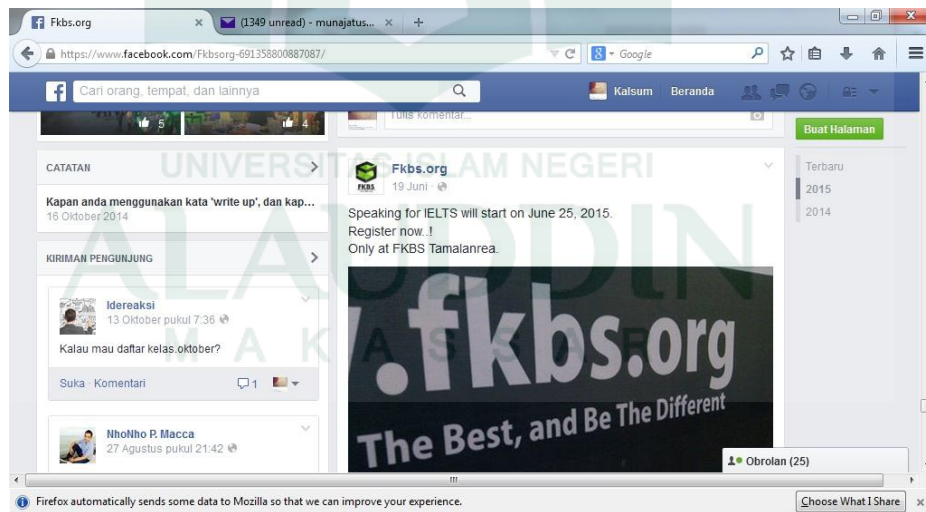 Fkbs.org
(1349 unread) - munajatus...
https://www.facebook.com/Fkbsorg-691358800887087/
Google
Cari orang, tempat, dan lainnya
Kalsum
Beranda
5
4
Tulis komentar...
Buat Halaman
CATATAN
Kapan anda menggunakan kata 'write up', dan kap...
16 Oktober 2014
KIRIMAN PENGUNJUNG
Idereaksi
13 Oktober pukul 7:36
Kalau mau daftar kelas.oktober?
Suka · Komentari
1
NhoNho P. Macca
27 Agustus pukul 21:42
FKBS
Fkbs.org
19 Juni ·
Speaking for IELTS will start on June 25, 2015.
Register now..!
Only at FKBS Tamalanrea.
.fkbs.org
The Best, and Be The Different
Terbaru
2015
2014
Obrolan (25)
UNIVERSITAS ISLAM NEGERI
ALAUDDIN
MAKASSAR
Firefox automatically sends some data to Mozilla so that we can improve your experience.
Choose What I Share